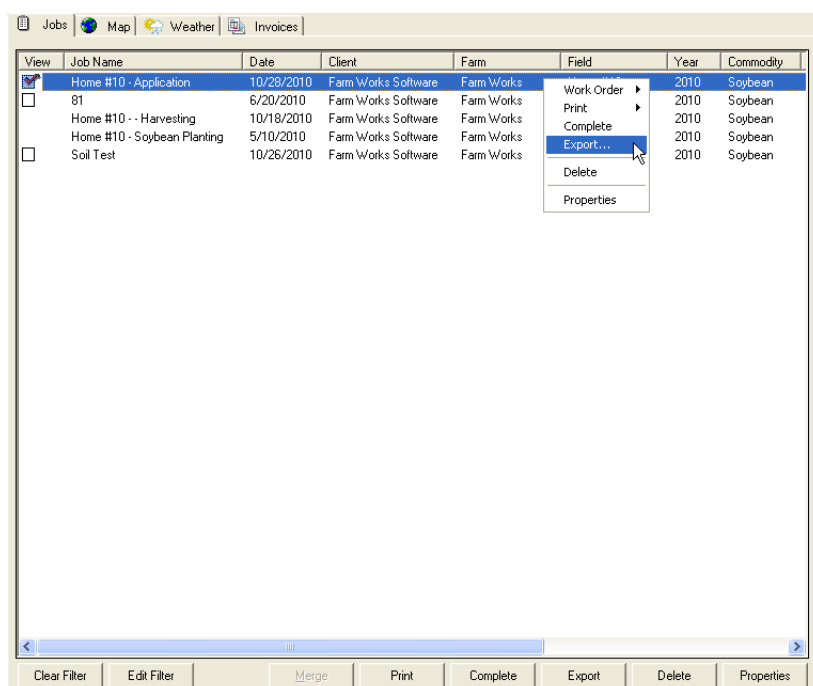 Jobs Map Weather Invoices
View Job Name Date Client Farm Field Year Commodity
Home #10 - Application 10/28/2010 Farm Works Software Farm Works 2010 Soybean
81 6/20/2010 Farm Works Software Farm Works 2010 Soybean
Home #10 - - Harvesting 10/18/2010 Farm Works Software Farm Works 2010 Soybean
Home #10 - Soybean Planting 5/10/2010 Farm Works Software Farm Works 2010 Soybean
Soil Test 10/26/2010 Farm Works Software Farm Works 2010 Soybean
Work Order
Print
Complete
Export...
Delete
Properties
Clear Filter Edit Filter Merge Print Complete Export Delete Properties